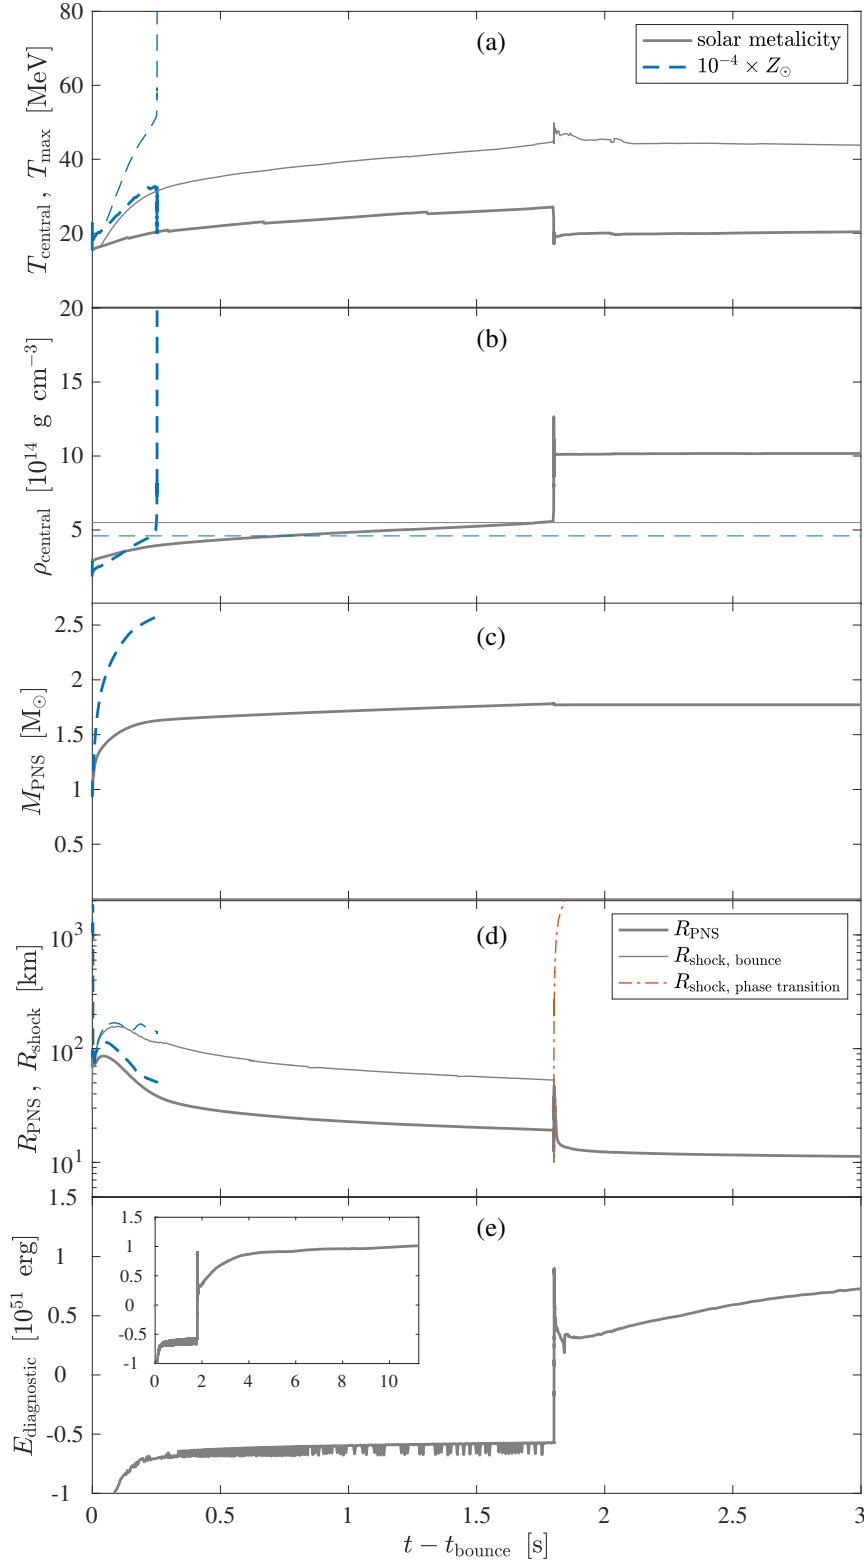 80
60
40
20
T_central , T_max [MeV]
(a)
solar metalicity
10^−4 × Z_⊙
20
15
10
5
ρ_central [10^14 g cm^−3]
(b)
2.5
2
1.5
1
0.5
M_PNS [M_⊙]
(c)
10^3
10^2
10^1
R_PNS , R_shock [km]
(d)
R_PNS
R_shock, bounce
R_shock, phase transition
1.5
1
0.5
0
-0.5
-1
E_diagnostic [10^51 erg]
(e)
1.5
1
0.5
0
-0.5
-1
0 2 4 6 8 10
0 0.5 1 1.5 2 2.5 3
t − t_bounce [s]